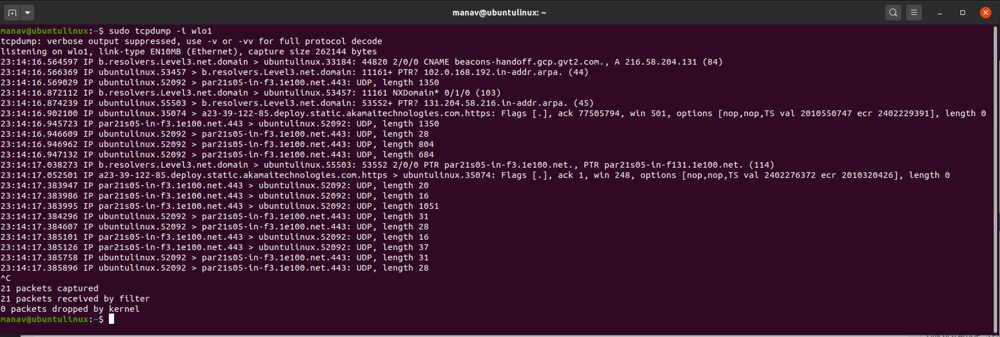 manav@ubuntulinux: ~
manav@ubuntulinux:~$ sudo tcpdump -i wlo1
tcpdump: verbose output suppressed, use -v or -vv for full protocol decode
listening on wlo1, link-type EN10MB (Ethernet), capture size 262144 bytes
23:14:16.564597 IP b.resolvers.Level3.net.domain > ubuntulinux.33184: 44820 2/0/0 CNAME beacons-handoff.gcp.gvt2.com., A 216.58.204.131 (84)
23:14:16.566369 IP ubuntulinux.53457 > b.resolvers.Level3.net.domain: 11161+ PTR? 102.0.168.192.in-addr.arpa. (44)
23:14:16.569029 IP ubuntulinux.52092 > par21s05-in-f3.1e100.net.443: UDP, length 1350
23:14:16.872112 IP b.resolvers.Level3.net.domain > ubuntulinux.53457: 11161 NXDomain* 0/1/0 (103)
23:14:16.874239 IP ubuntulinux.55503 > b.resolvers.Level3.net.domain: 53552+ PTR? 131.204.58.216.in-addr.arpa. (45)
23:14:16.902100 IP ubuntulinux.35074 > a23-39-122-85.deploy.static.akamaitechnologies.com.https: Flags [.], ack 77505794, win 501, options [nop,nop,TS val 2010550747 ecr 2402229391], length 0
23:14:16.945723 IP par21s05-in-f3.1e100.net.443 > ubuntulinux.52092: UDP, length 1350
23:14:16.946609 IP ubuntulinux.52092 > par21s05-in-f3.1e100.net.443: UDP, length 28
23:14:16.946962 IP ubuntulinux.52092 > par21s05-in-f3.1e100.net.443: UDP, length 804
23:14:16.947132 IP ubuntulinux.52092 > par21s05-in-f3.1e100.net.443: UDP, length 684
23:14:17.038273 IP b.resolvers.Level3.net.domain > ubuntulinux.55503: 53552 2/0/0 PTR par21s05-in-f3.1e100.net., PTR par21s05-in-f131.1e100.net. (114)
23:14:17.052501 IP a23-39-122-85.deploy.static.akamaitechnologies.com.https > ubuntulinux.35074: Flags [.], ack 1, win 248, options [nop,nop,TS val 2402276372 ecr 2010320426], length 0
23:14:17.383947 IP par21s05-in-f3.1e100.net.443 > ubuntulinux.52092: UDP, length 20
23:14:17.383986 IP par21s05-in-f3.1e100.net.443 > ubuntulinux.52092: UDP, length 16
23:14:17.383995 IP par21s05-in-f3.1e100.net.443 > ubuntulinux.52092: UDP, length 1051
23:14:17.384296 IP ubuntulinux.52092 > par21s05-in-f3.1e100.net.443: UDP, length 31
23:14:17.384607 IP ubuntulinux.52092 > par21s05-in-f3.1e100.net.443: UDP, length 28
23:14:17.385101 IP par21s05-in-f3.1e100.net.443 > ubuntulinux.52092: UDP, length 16
23:14:17.385126 IP par21s05-in-f3.1e100.net.443 > ubuntulinux.52092: UDP, length 37
23:14:17.385758 IP ubuntulinux.52092 > par21s05-in-f3.1e100.net.443: UDP, length 31
23:14:17.385896 IP ubuntulinux.52092 > par21s05-in-f3.1e100.net.443: UDP, length 28
^C
21 packets captured
21 packets received by filter
0 packets dropped by kernel
manav@ubuntulinux:~$